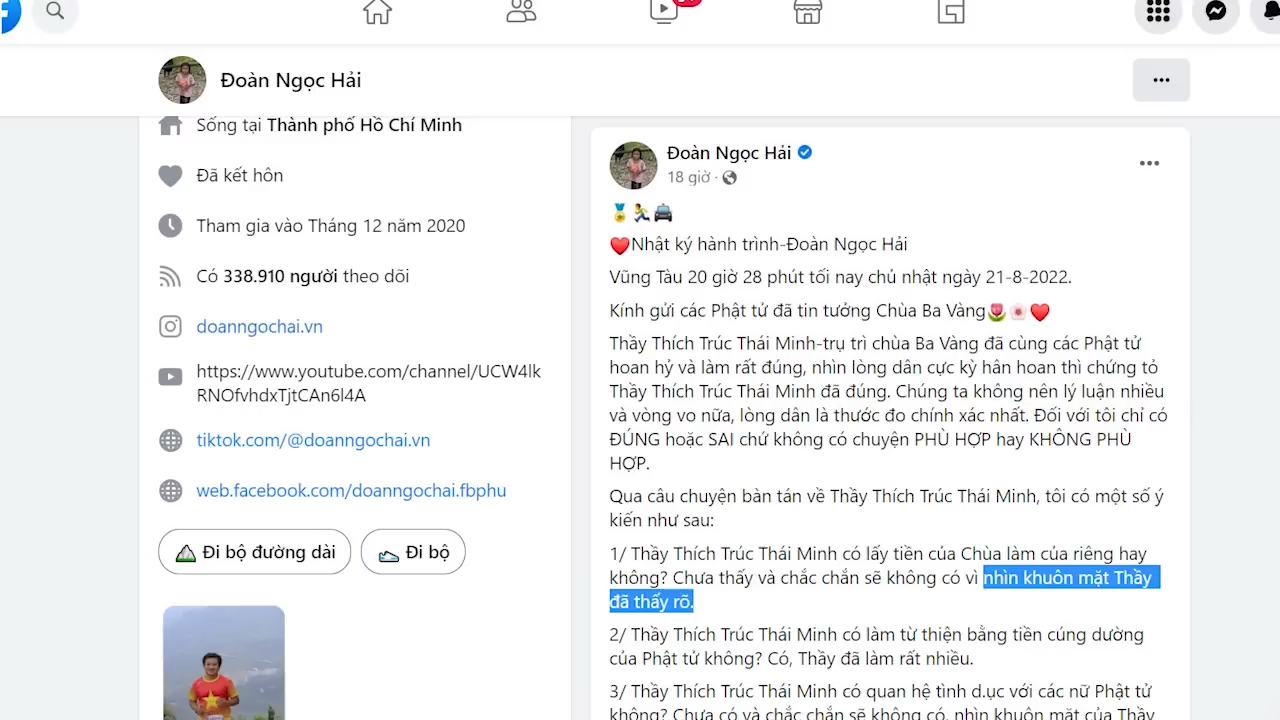 Đoàn Ngọc Hải
Sống tại Thành phố Hồ Chí Minh
Đã kết hôn
Tham gia vào Tháng 12 năm 2020
Có 338.910 người theo dõi
doanngochai.vn
https://www.youtube.com/channel/UCW4lk
RNOfvhdxTjtCAn6l4A
tiktok.com/@doanngochai.vn
web.facebook.com/doanngochai.fbphu
Đi bộ đường dài
Đi bộ
Đoàn Ngọc Hải
18 giờ ·
Nhật ký hành trình-Đoàn Ngọc Hải
Vũng Tàu 20 giờ 28 phút tối nay chủ nhật ngày 21-8-2022.
Kính gửi các Phật tử đã tin tưởng Chùa Ba Vàng
Thầy Thích Trúc Thái Minh-trụ trì chùa Ba Vàng đã cùng các Phật tử
hoan hỷ và làm rất đúng, nhìn lòng dân cực kỳ hân hoan thì chứng tỏ
Thầy Thích Trúc Thái Minh đã đúng. Chúng ta không nên lý luận nhiều
và vòng vo nữa, lòng dân là thước đo chính xác nhất. Đối với tôi chỉ có
ĐÚNG hoặc SAI chứ không có chuyện PHÙ HỢP hay KHÔNG PHÙ
HỢP.
Qua câu chuyện bàn tán về Thầy Thích Trúc Thái Minh, tôi có một số ý
kiến như sau:
1/ Thầy Thích Trúc Thái Minh có lấy tiền của Chùa làm của riêng hay
không? Chưa thấy và chắc chắn sẽ không có vì nhìn khuôn mặt Thầy
đã thấy rõ.
2/ Thầy Thích Trúc Thái Minh có làm từ thiện bằng tiền cúng dường
của Phật tử không? Có, Thầy đã làm rất nhiều.
3/ Thầy Thích Trúc Thái Minh có quan hệ tình d.ục với các nữ Phật tử
không? Chưa có và chắc chắn sẽ không có, nhìn khuôn mặt của Thầy